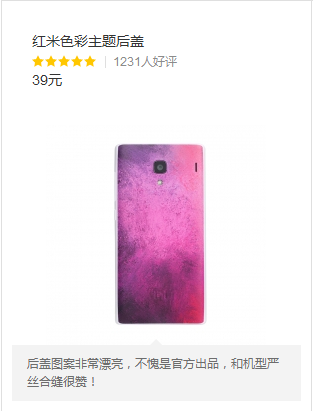 红米色彩主题后盖
1231人好评
39元
后盖图案非常漂亮，不愧是官方出品，和机型严
丝合缝很赞！